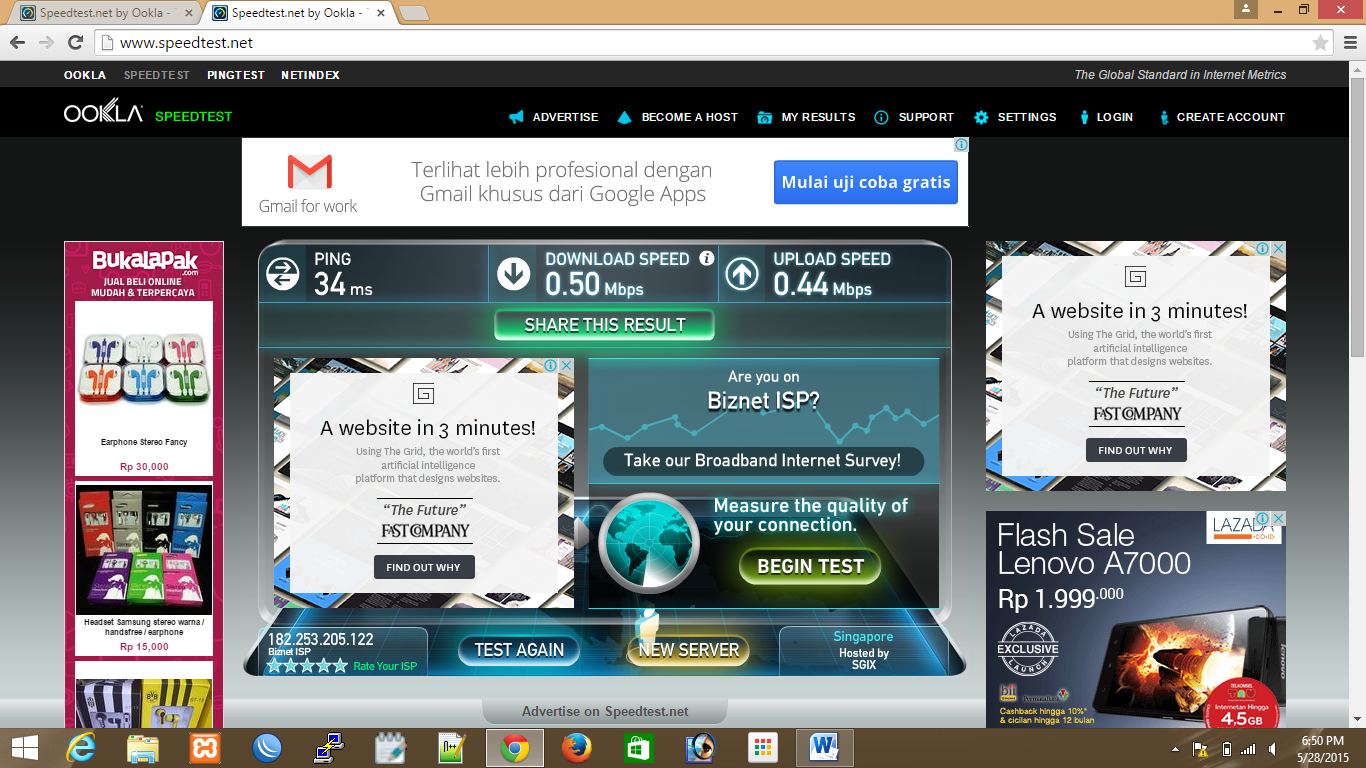 Speedtest.net by Ookla - T
Speedtest.net by Ookla - T
www.speedtest.net
OOKLA SPEEDTEST PINGTEST NETINDEX
The Global Standard in Internet Metrics
OOKLA SPEEDTEST
ADVERTISE BECOME A HOST MY RESULTS SUPPORT SETTINGS LOGIN CREATE ACCOUNT
Gmail for work
Terlihat lebih profesional dengan
Gmail khusus dari Google Apps
Mulai uji coba gratis
BukaLapak
.com
JUAL BELI ONLINE
MUDAH & TERPERCAYA
Earphone Stereo Fancy
Rp 30,000
Headset Samsung stereo warna /
handsfree / earphone
Rp 15,000
PING
34 ms
DOWNLOAD SPEED
0.50 Mbps
UPLOAD SPEED
0.44 Mbps
SHARE THIS RESULT
A website in 3 minutes!
Using The Grid, the world's first
artificial intelligence
platform that designs websites.
"The Future"
FAST COMPANY
FIND OUT WHY
Are you on
Biznet ISP?
Take our Broadband Internet Survey!
Measure the quality of
your connection.
BEGIN TEST
182.253.205.122
Biznet ISP
Rate Your ISP
TEST AGAIN
NEW SERVER
Singapore
Hosted by
SGIX
Advertise on Speedtest.net
A website in 3 minutes!
Using The Grid, the world's first
artificial intelligence
platform that designs websites.
"The Future"
FAST COMPANY
FIND OUT WHY
LAZADA
.CO.ID
Flash Sale
Lenovo A7000
Rp 1.999.000
LAZADA
EXCLUSIVE
LAUNCH
lenovo
bii
PermataBank
Cashback hingga 10%*
& cicilan hingga 12 bulan
TELKOMSEL
Internetan Hingga
4,5GB
N++
6:50 PM
5/28/2015